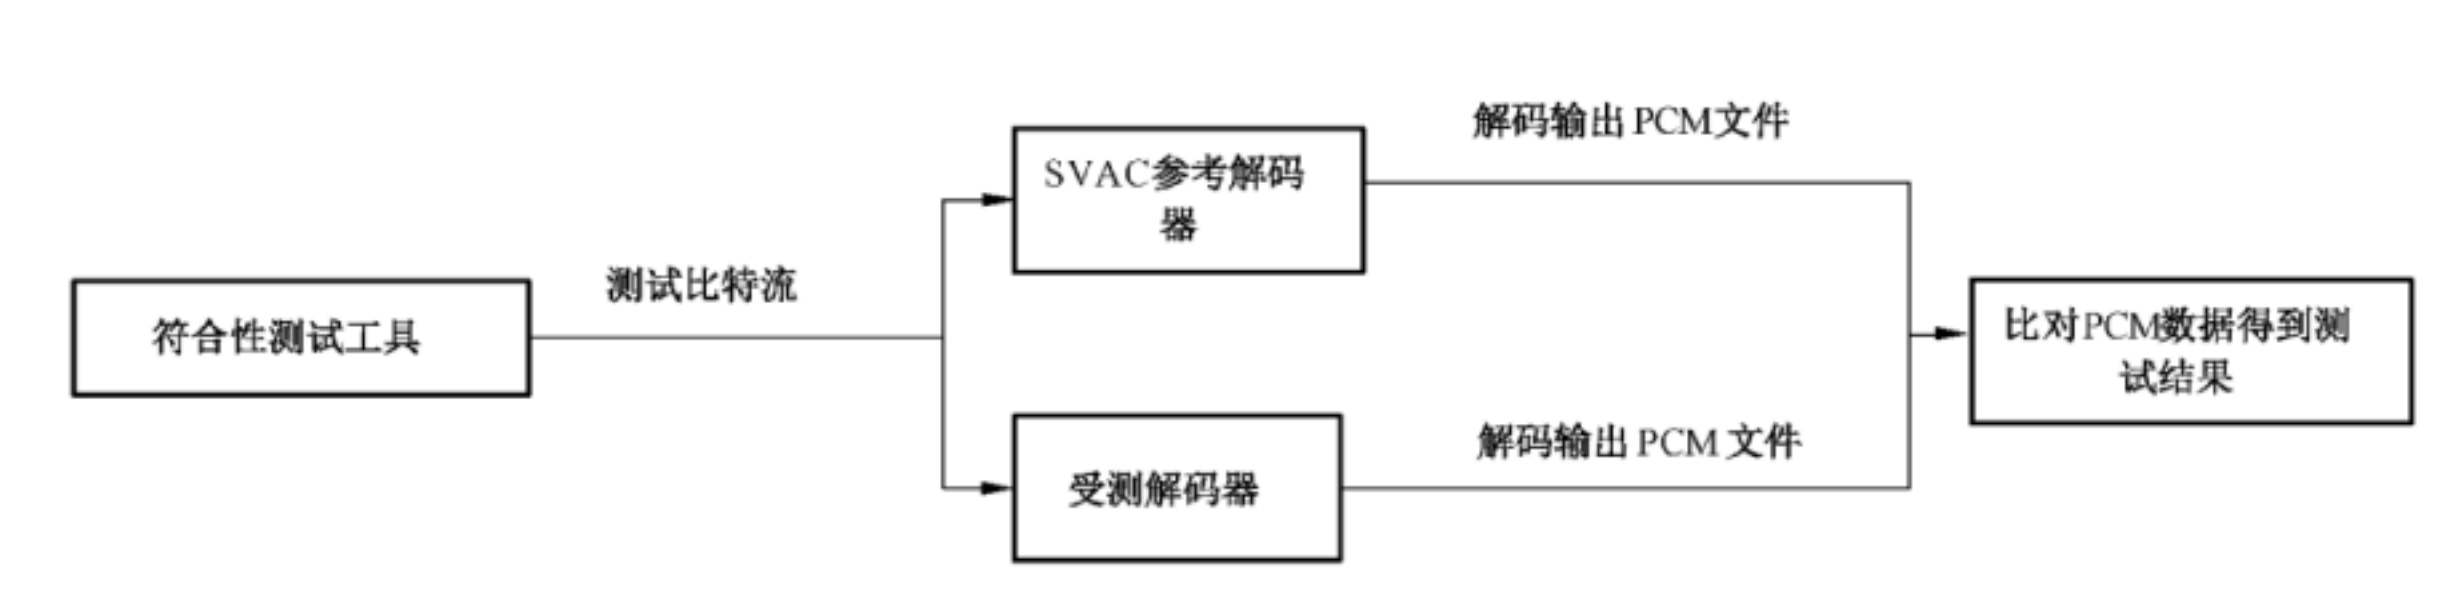 符合性测试工具
测试比特流
SVAC参考解码
器
解码输出 PCM文件
受测解码器
解码输出 PCM 文件
比对PCM数据得到测
试结果